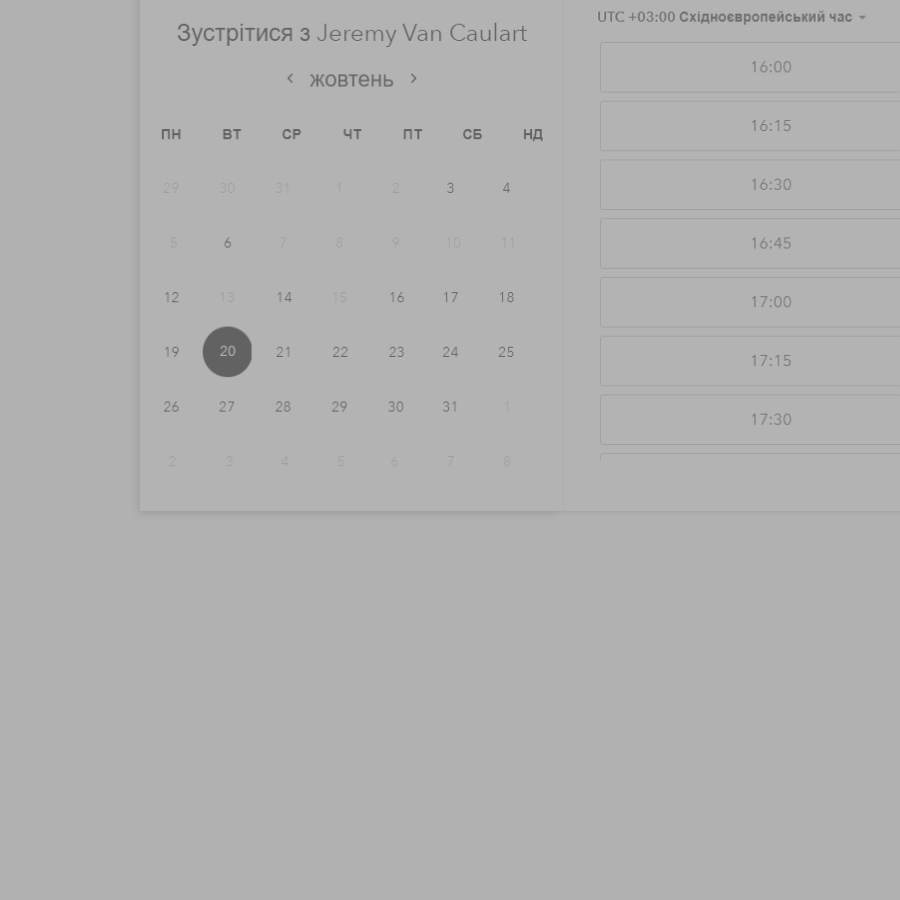 Зустрітися з Jeremy Van Caulart
жовтень
ПН ВТ СР ЧТ ПТ СБ НД
29 30 31 1 2 3 4
5 6 7 8 9 10 11
12 13 14 15 16 17 18
19 20 21 22 23 24 25
26 27 28 29 30 31 1
2 3 4 5 6 7 8
UTC +03:00 Східноєвропейський час
16:00
16:15
16:30
16:45
17:00
17:15
17:30